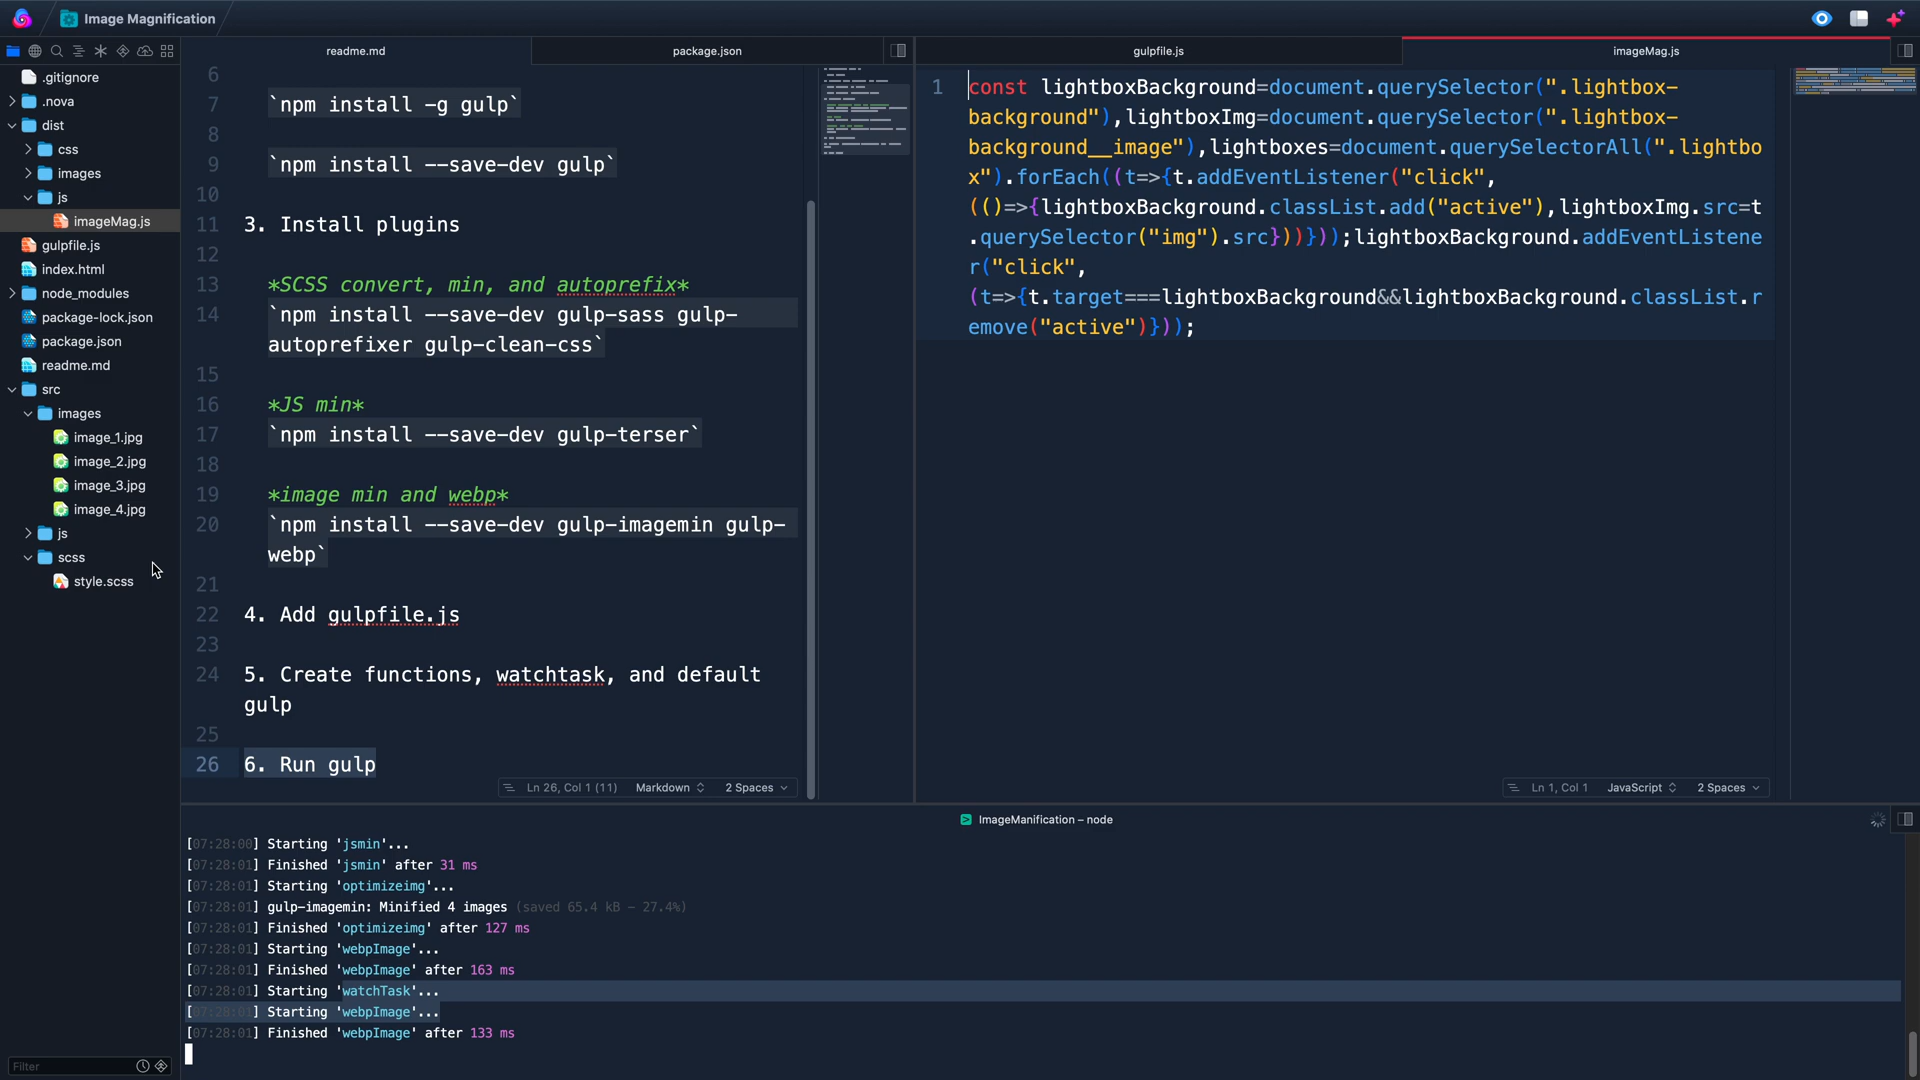 Image Magnification
readme.md
package.json
gulpfile.js
imageMag.js
.gitignore
.nova
dist
css
images
js
imageMag.js
gulpfile.js
index.html
node_modules
package-lock.json
package.json
readme.md
src
images
image_1.jpg
image_2.jpg
image_3.jpg
image_4.jpg
js
scss
style.scss
Filter
6
7 `npm install -g gulp`
8
9 `npm install --save-dev gulp`
10
11 3. Install plugins
12
13 *SCSS convert, min, and autoprefix*
14 `npm install --save-dev gulp-sass gulp-
autoprefixer gulp-clean-css`
15
16 *JS min*
17 `npm install --save-dev gulp-terser`
18
19 *image min and webp*
20 `npm install --save-dev gulp-imagemin gulp-
webp`
21
22 4. Add gulpfile.js
23
24 5. Create functions, watchtask, and default
gulp
25
26 6. Run gulp
Ln 26, Col 1 (11) Markdown 2 Spaces
1 const lightboxBackground=document.querySelector(".lightbox-
background"),lightboxImg=document.querySelector(".lightbox-
background__image"),lightboxes=document.querySelectorAll(".lightbo
x").forEach((t=>{t.addEventListener("click",
(()=>{lightboxBackground.classList.add("active"),lightboxImg.src=t
.querySelector("img").src}))}));lightboxBackground.addEventListene
r("click",
(t=>{t.target===lightboxBackground&&lightboxBackground.classList.r
emove("active")}));
Ln 1, Col 1 JavaScript 2 Spaces
ImageManification – node
[07:28:00] Starting 'jsmin'...
[07:28:01] Finished 'jsmin' after 31 ms
[07:28:01] Starting 'optimizeimg'...
[07:28:01] gulp-imagemin: Minified 4 images (saved 65.4 kB - 27.4%)
[07:28:01] Finished 'optimizeimg' after 127 ms
[07:28:01] Starting 'webpImage'...
[07:28:01] Finished 'webpImage' after 163 ms
[07:28:01] Starting 'watchTask'...
[07:28:01] Starting 'webpImage'...
[07:28:01] Finished 'webpImage' after 133 ms